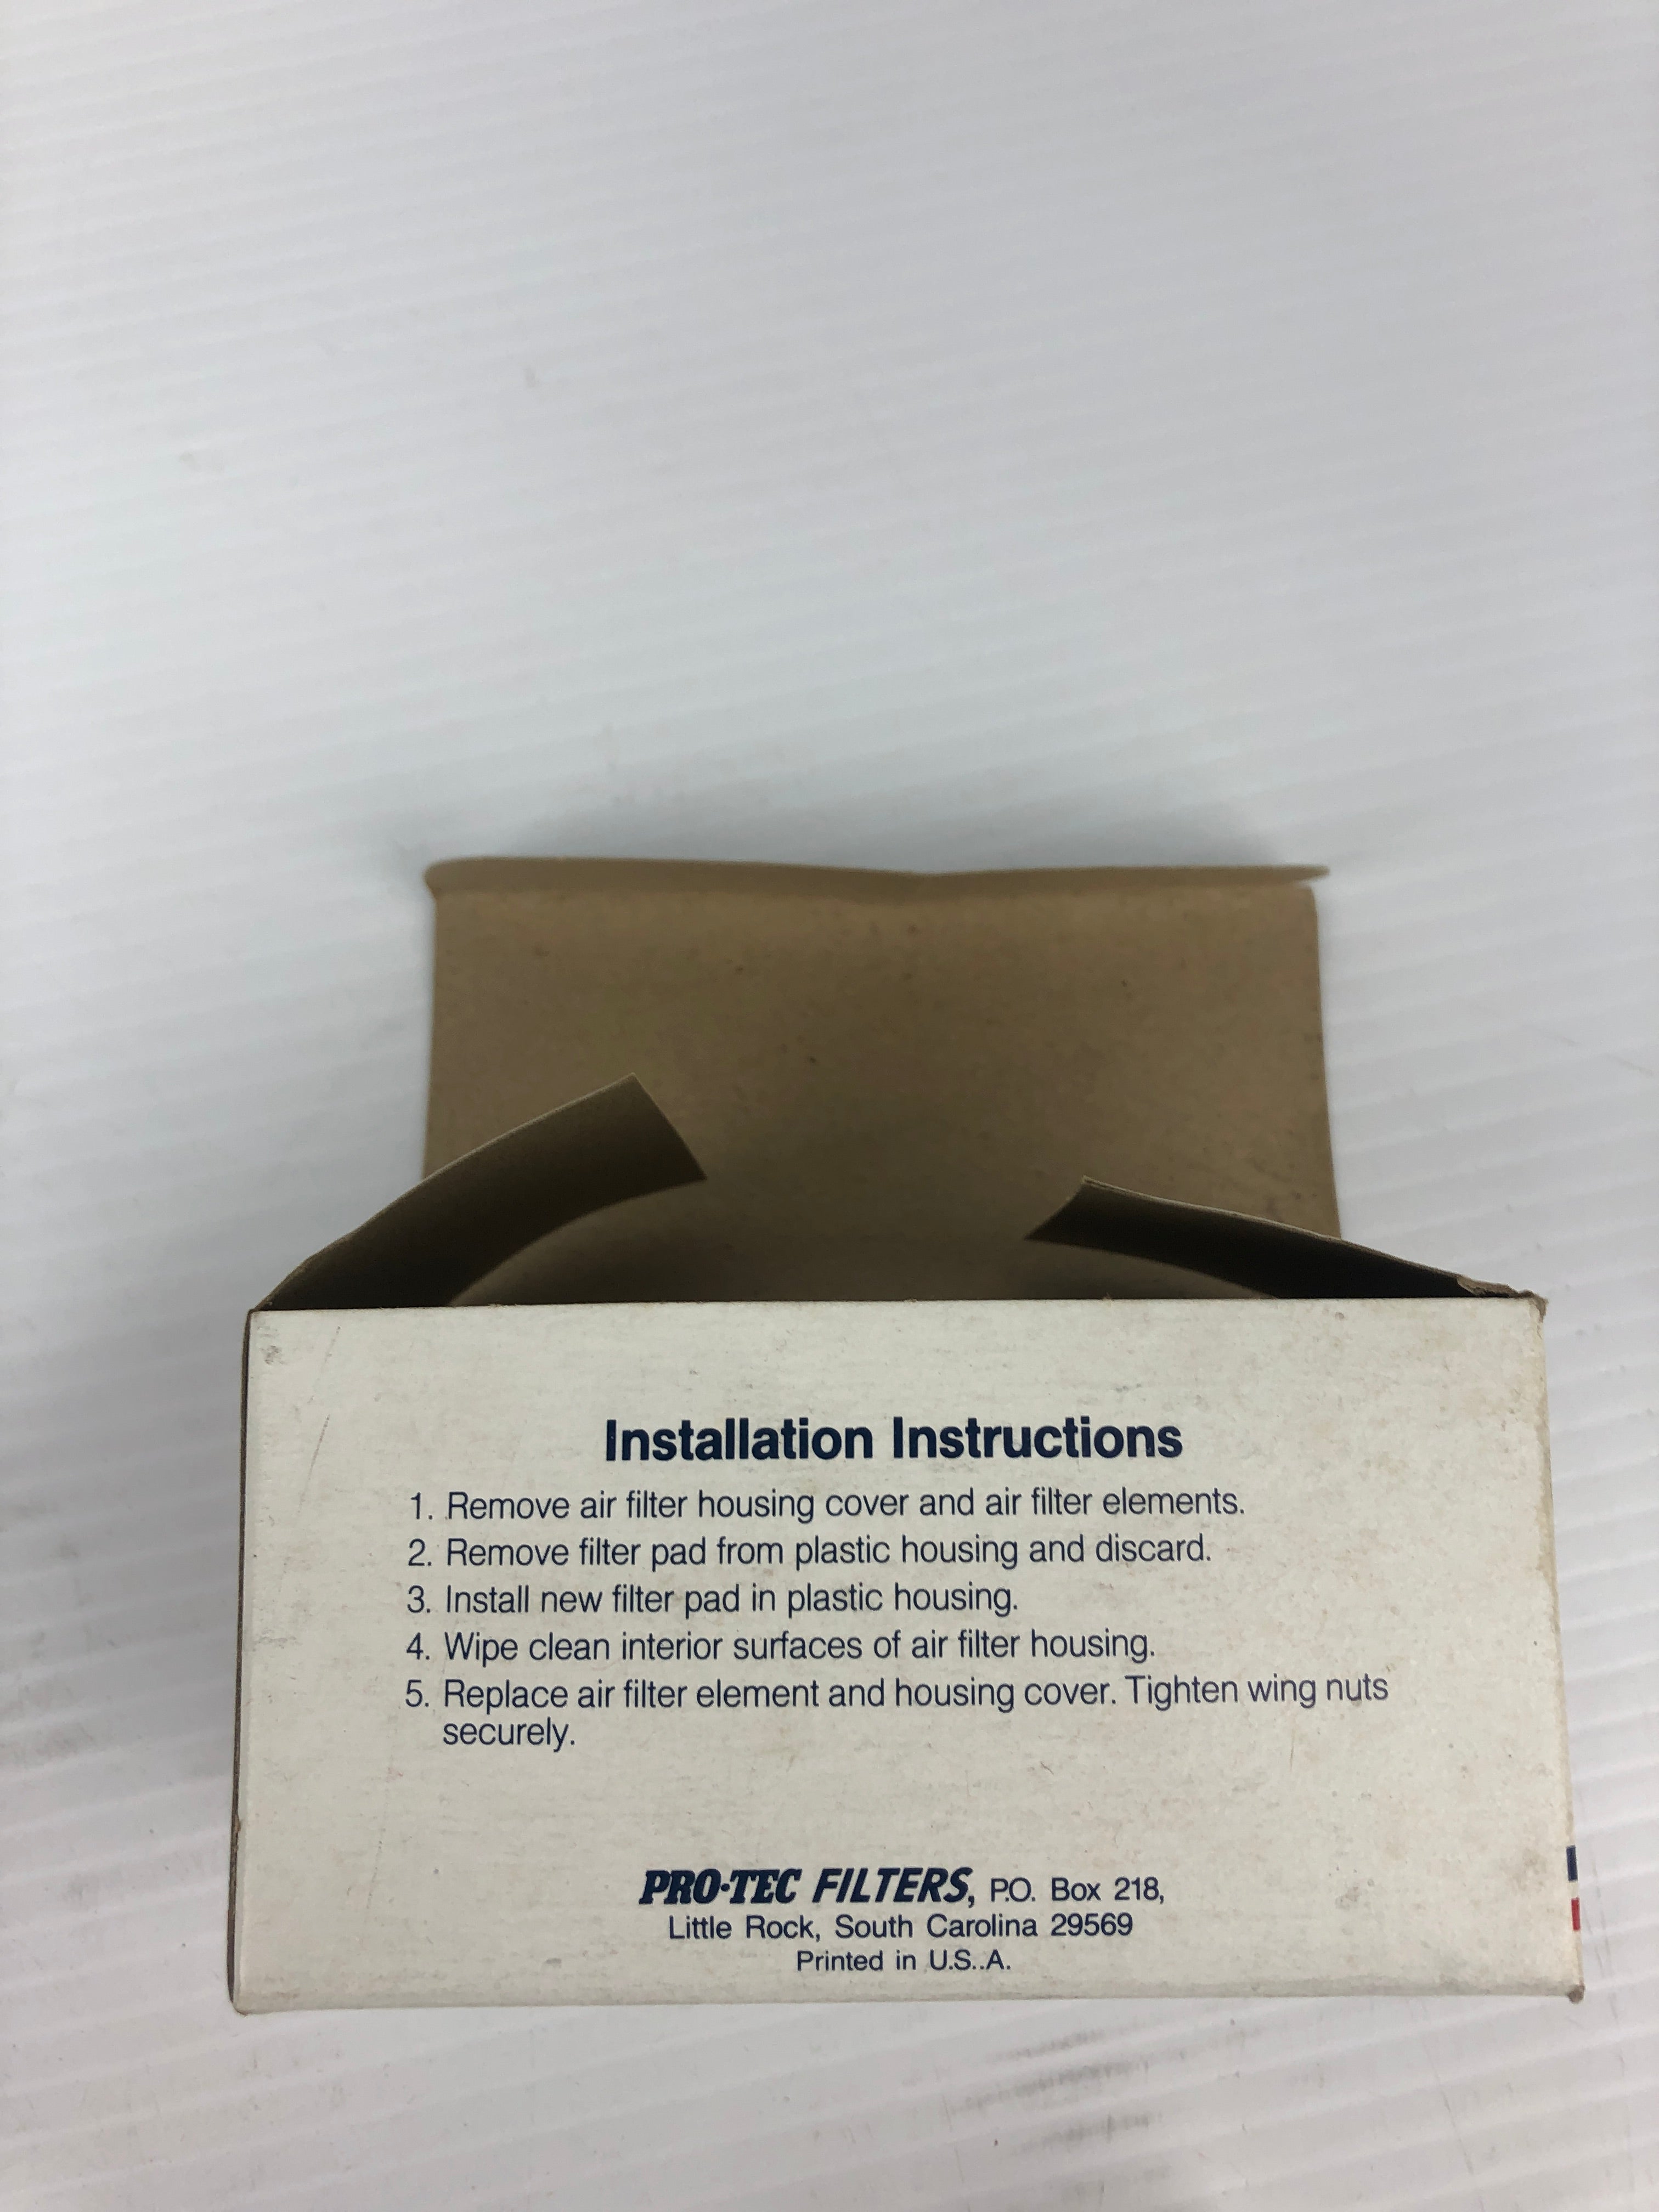 Installation Instructions
1. Remove air filter housing cover and air filter elements.
2. Remove filter pad from plastic housing and discard.
3. Install new filter pad in plastic housing.
4. Wipe clean interior surfaces of air filter housing.
5. Replace air filter element and housing cover. Tighten wing nuts
securely.
PRO·TEC FILTERS, P.O. Box 218,
Little Rock, South Carolina 29569
Printed in U.S..A.